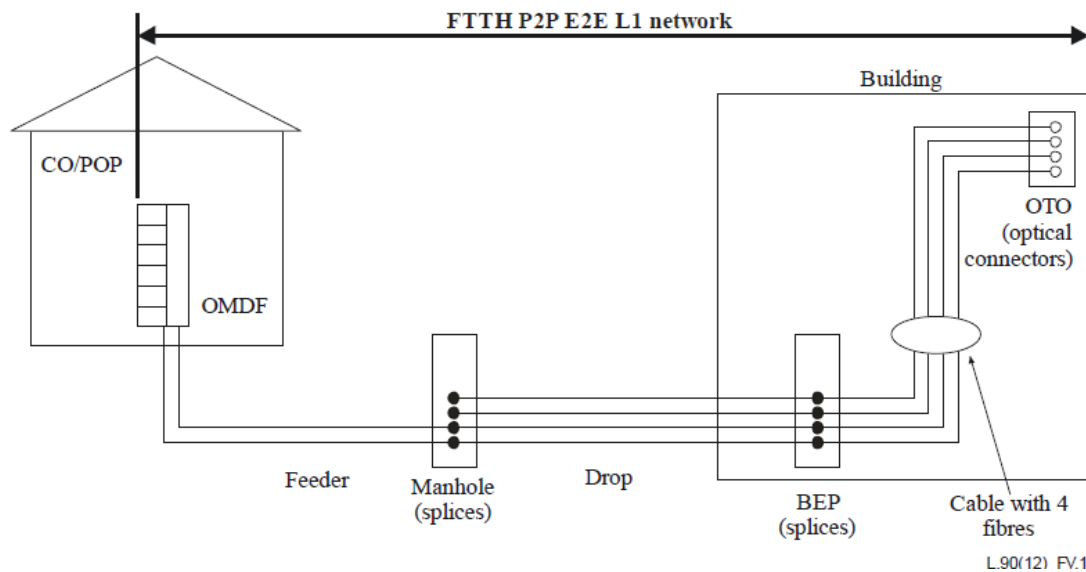 FTTH P2P E2E L1 network
Building
CO/POP
OMDF
OTO
(optical
connectors)
Feeder
Manhole
(splices)
Drop
BEP
(splices)
Cable with 4
fibres
L.90(12)_FV.1